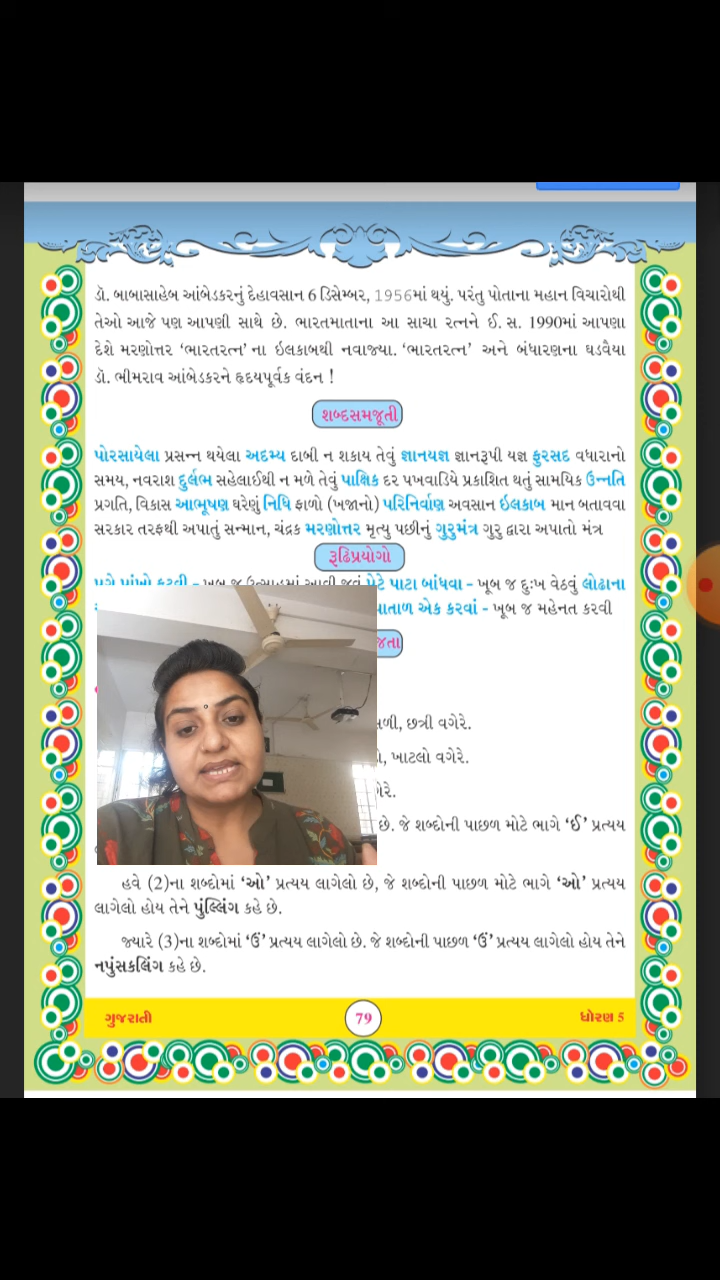 ડૉ. બાબાસાહેબ આંબેડકરનું દેહાવસાન 6 ડિસેમ્બર, 1956માં થયું. પરંતુ પોતાના મહાન વિચારોથી
તેઓ આજે પણ આપણી સાથે છે. ભારતમાતાના આ સાચા રત્નને ઈ. સ. 1990માં આપણા
દેશે મરણોત્તર ‘ભારતરત્ન’ ના ઇલકાબથી નવાજ્યા. ‘ભારતરત્ન’ અને બંધારણના ઘડવૈયા
ડૉ. ભીમરાવ આંબેડકરને હૃદયપૂર્વક વંદન !
શબ્દસમજૂતી
પોરસાયેલા પ્રસન્ન થયેલા અદમ્ય દાબી ન શકાય તેવું જ્ઞાનયજ્ઞ જ્ઞાનરૂપી યજ્ઞ ફુરસદ વધારાનો
સમય, નવરાશ દુર્લભ સહેલાઈથી ન મળે તેવું પાક્ષિક દર પખવાડિયે પ્રકાશિત થતું સામયિક ઉન્નતિ
પ્રગતિ, વિકાસ આભૂષણ ઘરેણું નિધિ ફાળો (ખજાનો) પરિનિર્વાણ અવસાન ઇલકાબ માન બતાવવા
સરકાર તરફથી અપાતું સન્માન, ચંદ્રક મરણોત્તર મૃત્યુ પછીનું ગુરુમંત્ર ગુરુ દ્વારા અપાતો મંત્ર
રૂઢિપ્રયોગો
પગે પાંખો ફૂટવી – ખૂબ જ ઉત્સાહમાં આવી જવું પેટે પાટા બાંધવા – ખૂબ જ દુઃખ વેઠવું લોઢાના
પાતાળ એક કરવાં – ખૂબ જ મહેનત કરવી
છત્રી વગેરે.
ખાટલો વગેરે.
છે. જે શબ્દોની પાછળ મોટે ભાગે ‘ઈ’ પ્રત્યય
હવે (2)ના શબ્દોમાં ‘ઓ’ પ્રત્યય લાગેલો છે, જે શબ્દોની પાછળ મોટે ભાગે ‘ઓ’ પ્રત્યય
લાગેલો હોય તેને પુંલ્લિંગ કહે છે.
જ્યારે (3)ના શબ્દોમાં ‘ઉં’ પ્રત્યય લાગેલો છે. જે શબ્દોની પાછળ ‘ઉં’ પ્રત્યય લાગેલો હોય તેને
નપુંસકલિંગ કહે છે.
ગુજરાતી
79
ધોરણ 5